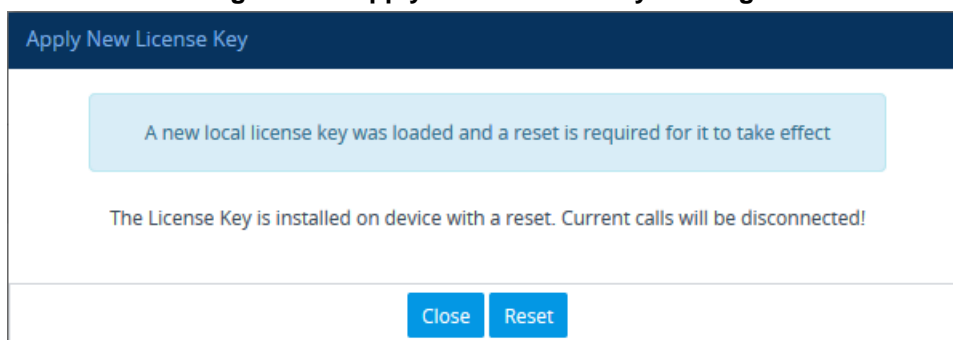 Apply New License Key
A new local license key was loaded and a reset is required for it to take effect
The License Key is installed on device with a reset. Current calls will be disconnected!
Close Reset